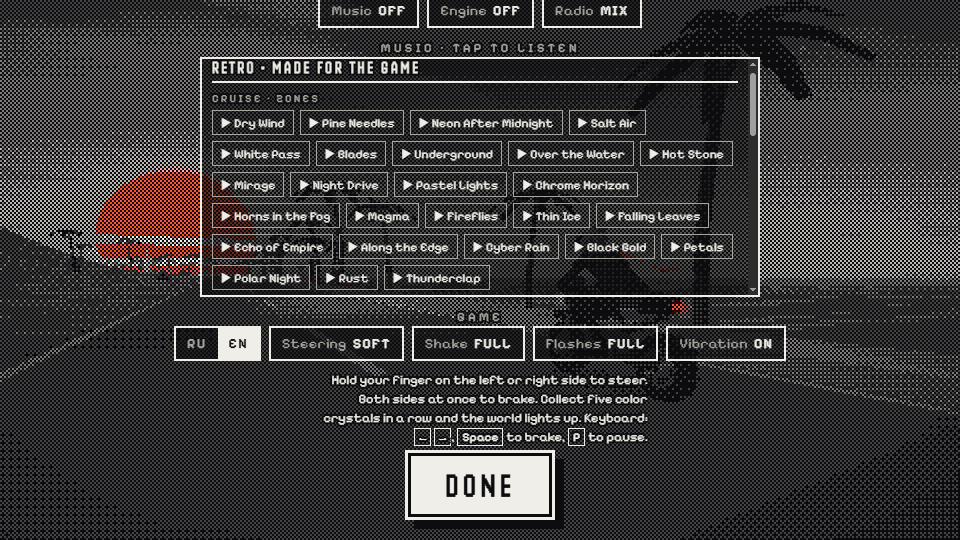 Music OFF Engine OFF Radio MIX
MUSIC · TAP TO LISTEN
RETRO · MADE FOR THE GAME
CRUISE · ZONES
▶ Dry Wind ▶ Pine Needles ▶ Neon After Midnight ▶ Salt Air
▶ White Pass ▶ Blades ▶ Underground ▶ Over the Water ▶ Hot Stone
▶ Mirage ▶ Night Drive ▶ Pastel Lights ▶ Chrome Horizon
▶ Horns in the Fog ▶ Magma ▶ Fireflies ▶ Thin Ice ▶ Falling Leaves
▶ Echo of Empire ▶ Along the Edge ▶ Cyber Rain ▶ Black Gold ▶ Petals
▶ Polar Night ▶ Rust ▶ Thunderclap
GAME
RU EN Steering SOFT Shake FULL Flashes FULL Vibration ON
Hold your finger on the left or right side to steer.
Both sides at once to brake. Collect five color
crystals in a row and the world lights up. Keyboard:
← →, Space to brake, P to pause.
DONE